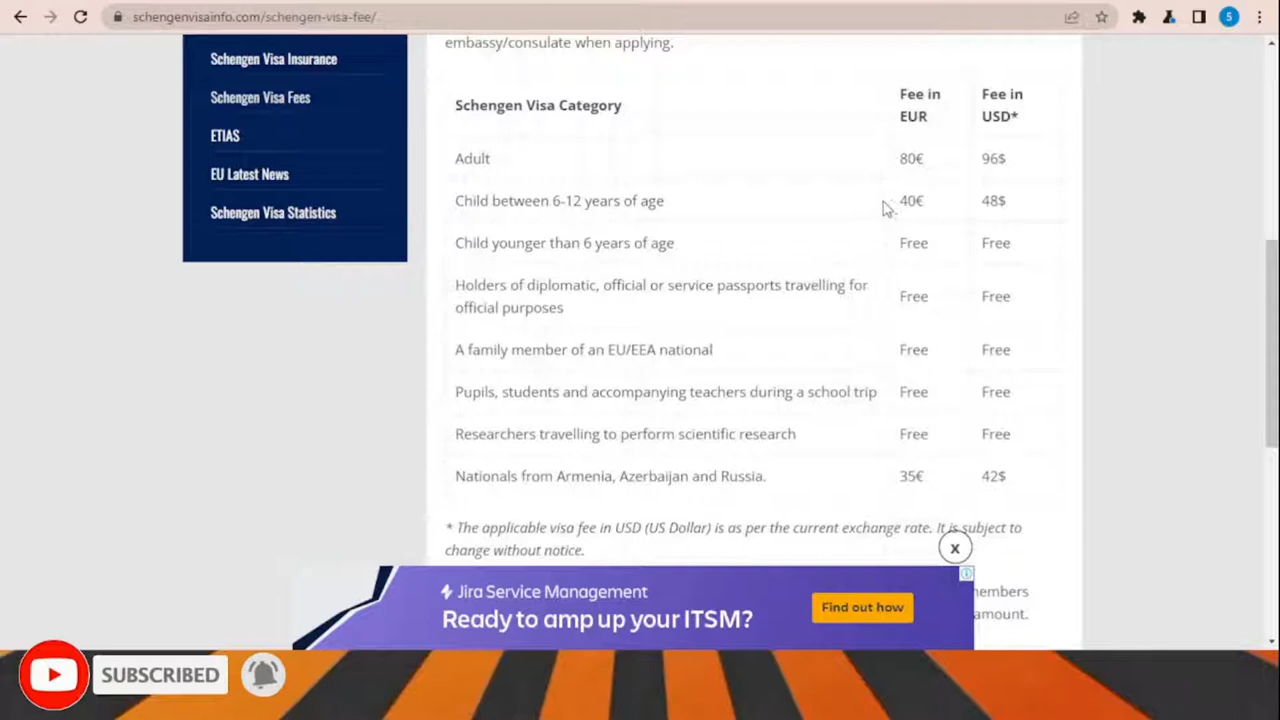 schengenvisainfo.com/schengen-visa-fee/
5
Schengen Visa Insurance
Schengen Visa Fees
ETIAS
EU Latest News
Schengen Visa Statistics
embassy/consulate when applying.
Schengen Visa Category Fee in EUR Fee in USD*
Adult 80€ 96$
Child between 6-12 years of age 40€ 48$
Child younger than 6 years of age Free Free
Holders of diplomatic, official or service passports travelling for
official purposes Free Free
A family member of an EU/EEA national Free Free
Pupils, students and accompanying teachers during a school trip Free Free
Researchers travelling to perform scientific research Free Free
Nationals from Armenia, Azerbaijan and Russia. 35€ 42$
* The applicable visa fee in USD (US Dollar) is as per the current exchange rate. It is subject to
change without notice.
x
members
amount.
Jira Service Management
Ready to amp up your ITSM?
Find out how
SUBSCRIBED